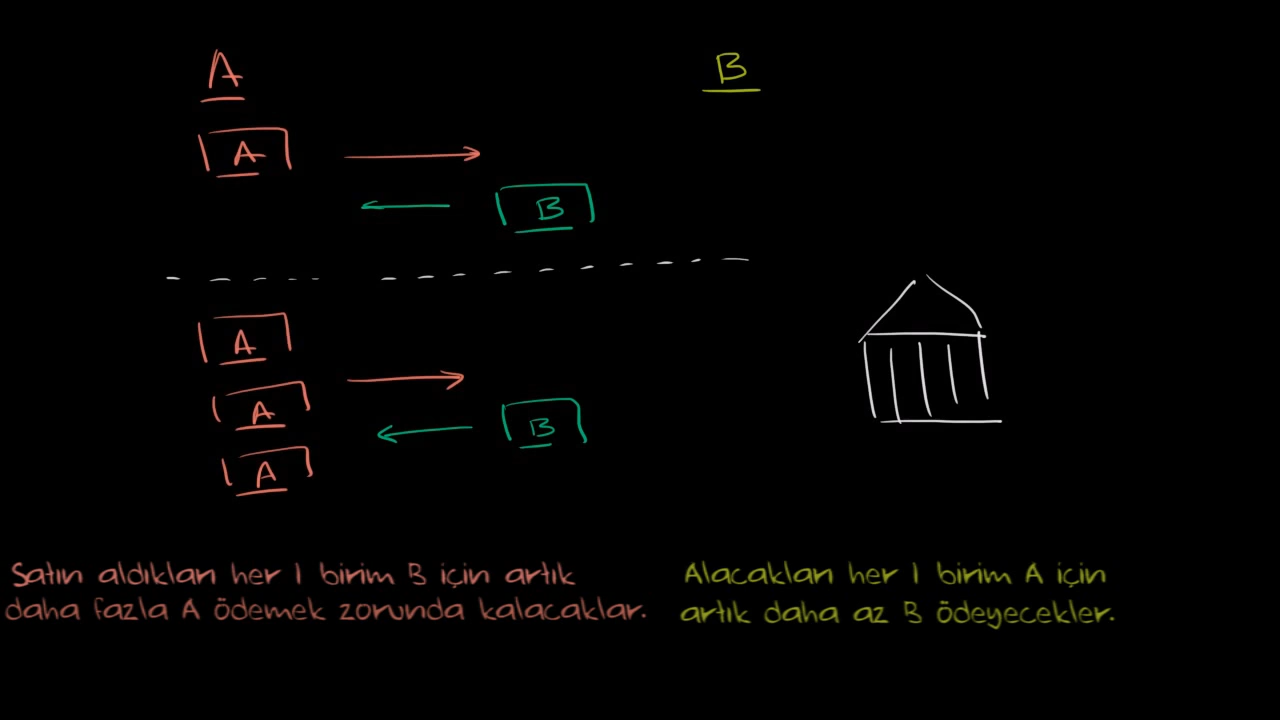 A
B
A
B
A
A
B
A
Satın aldıkları her 1 birim B için artık
daha fazla A ödemek zorunda kalacaklar.
Alacakları her 1 birim A için
artık daha az B ödeyecekler.